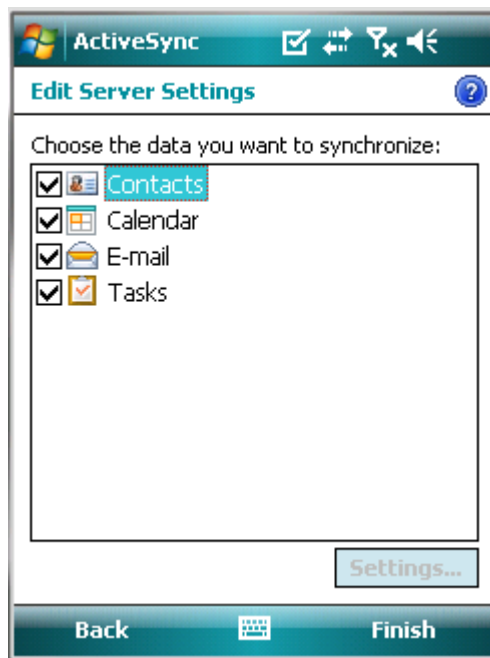 ActiveSync
Edit Server Settings
?
Choose the data you want to synchronize:
Contacts
Calendar
E-mail
Tasks
Settings...
Back Finish